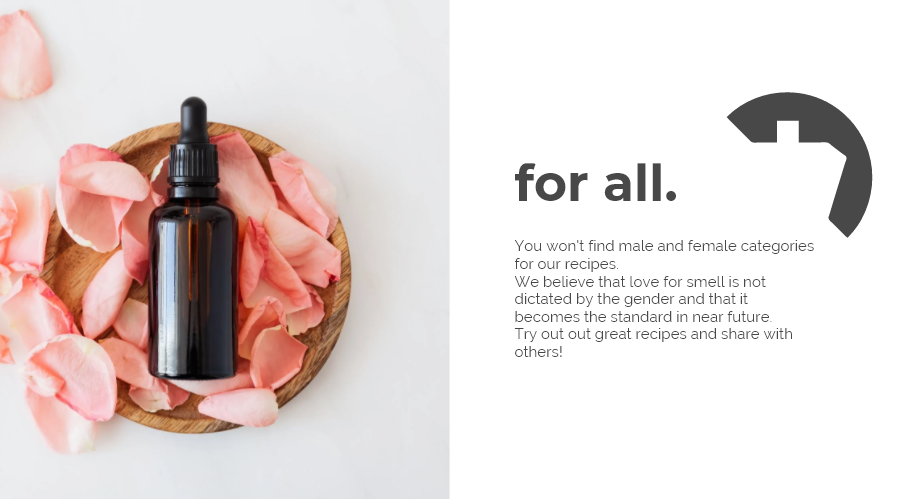 for all.
You won't find male and female categories
for our recipes.
We believe that love for smell is not
dictated by the gender and that it
becomes the standard in near future.
Try out out great recipes and share with
others!